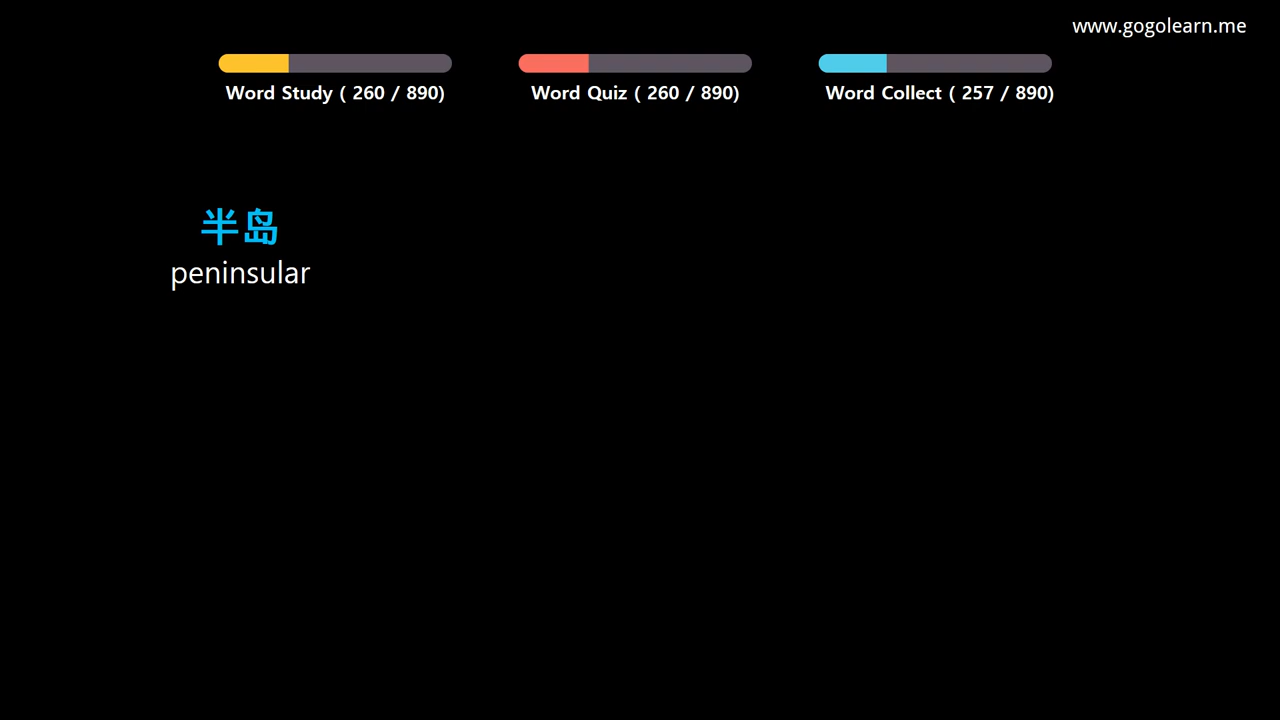 www.gogolearn.me
Word Study ( 260 / 890)
Word Quiz ( 260 / 890)
Word Collect ( 257 / 890)
半岛
peninsular